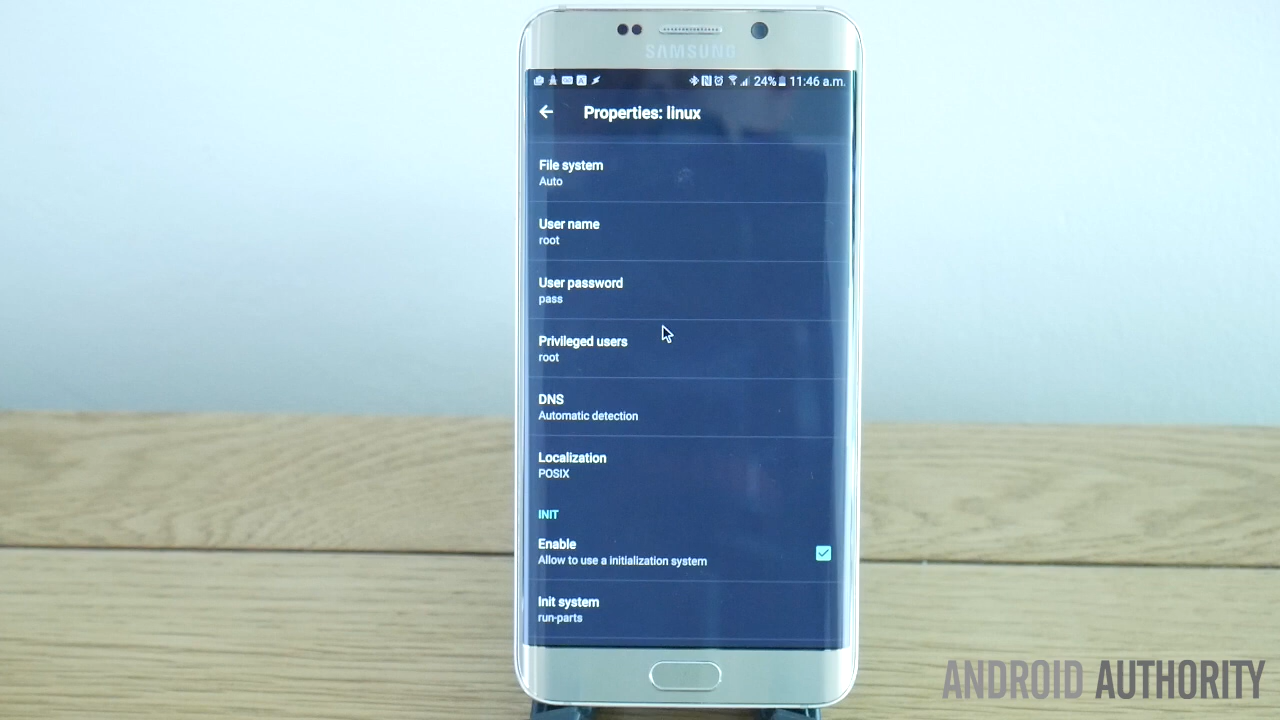 SAMSUNG
24% 11:46 a.m.
Properties: linux
File system
Auto
User name
root
User password
pass
Privileged users
root
DNS
Automatic detection
Localization
POSIX
INIT
Enable
Allow to use a initialization system
Init system
run-parts
ANDROID AUTHORITY